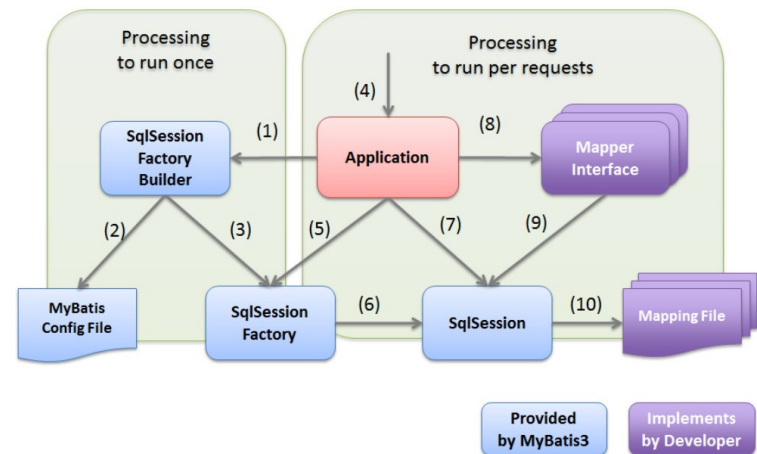 Processing
to run once
Processing
to run per requests
(4)
(1)
(8)
SqlSession
Factory
Builder
Application
Mapper
Interface
(2)
(3)
(5)
(7)
(9)
MyBatis
Config File
SqlSession
Factory
(6)
SqlSession
(10)
Mapping File
Provided
by MyBatis3
Implements
by Developer